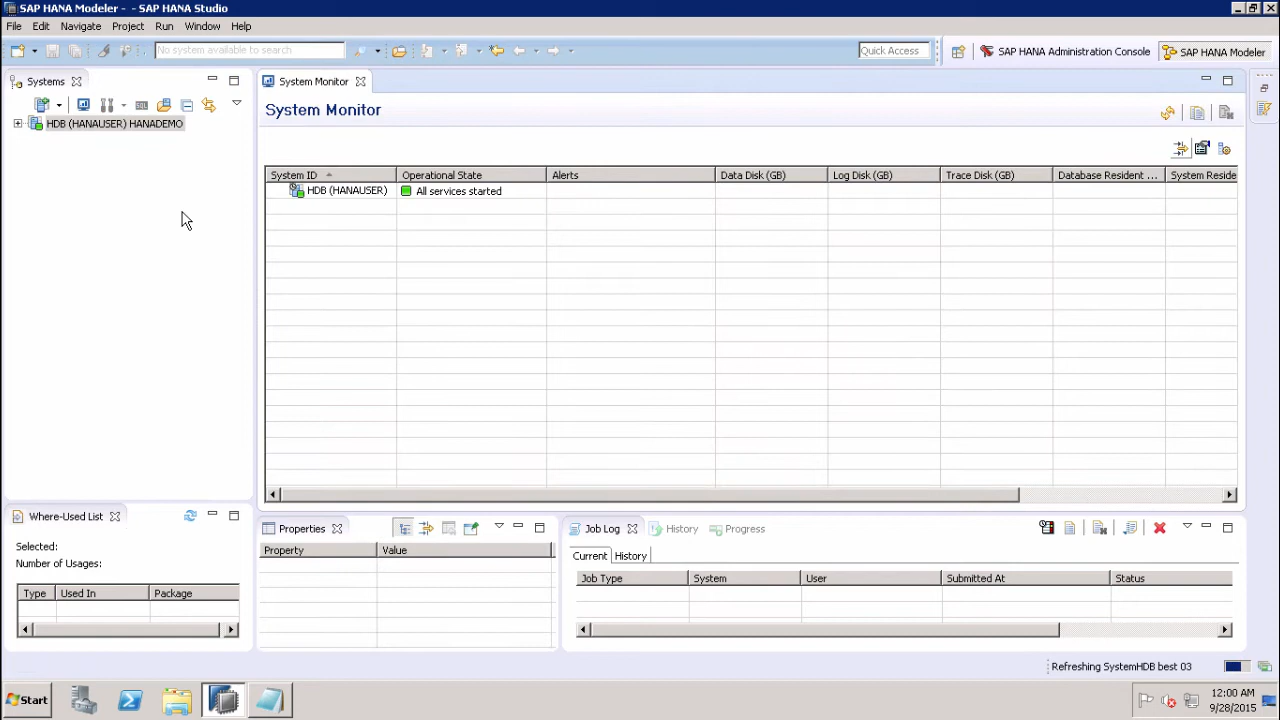 SAP HANA Modeler - - SAP HANA Studio
File Edit Navigate Project Run Window Help
No system available to search
Quick Access
SAP HANA Administration Console
SAP HANA Modeler
Systems
HDB (HANAUSER) HANADEMO
System Monitor
System Monitor
System ID Operational State Alerts Data Disk (GB) Log Disk (GB) Trace Disk (GB) Database Resident ... System Reside
HDB (HANAUSER) All services started
Where-Used List
Selected:
Number of Usages:
Type Used In Package
Properties
Property Value
Job Log History Progress
Current History
Job Type System User Submitted At Status
Refreshing SystemHDB best 03
Start
SQL
12:00 AM
9/28/2015